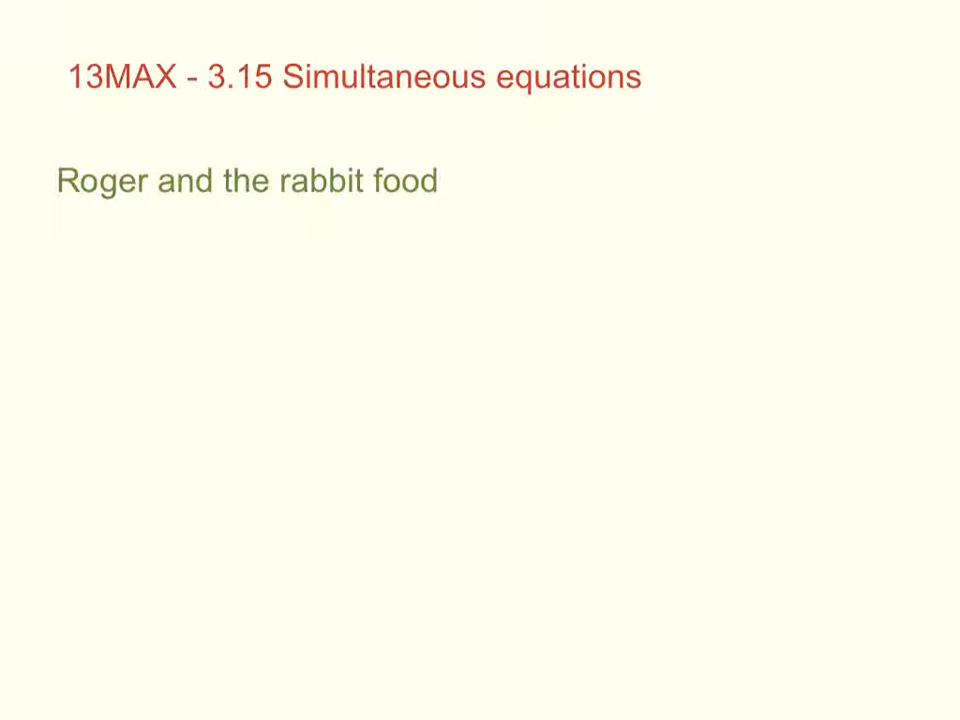 13MAX - 3.15 Simultaneous equations
Roger and the rabbit food